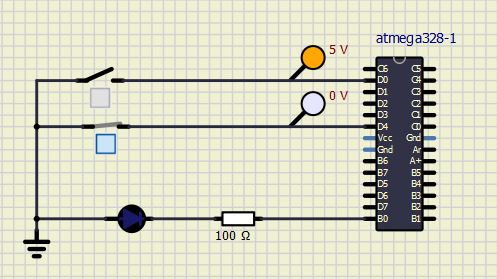 atmega328-1
5 V
0 V
C6 C5
D0 C4
D1 C3
D2 C2
D3 C1
D4 C0
Vcc Gnd
Gnd Ar
B6 A+
B7 B5
D5 B4
D6 B3
D7 B2
B0 B1
100 Ω